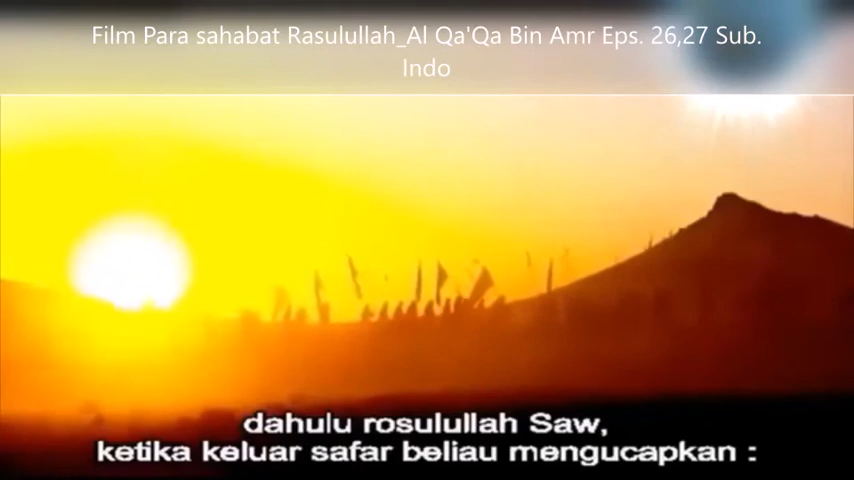 Film Para sahabat Rasulullah_Al Qa'Qa Bin Amr Eps. 26,27 Sub.
Indo
dahulu rosulullah Saw,
ketika keluar safar beliau mengucapkan :